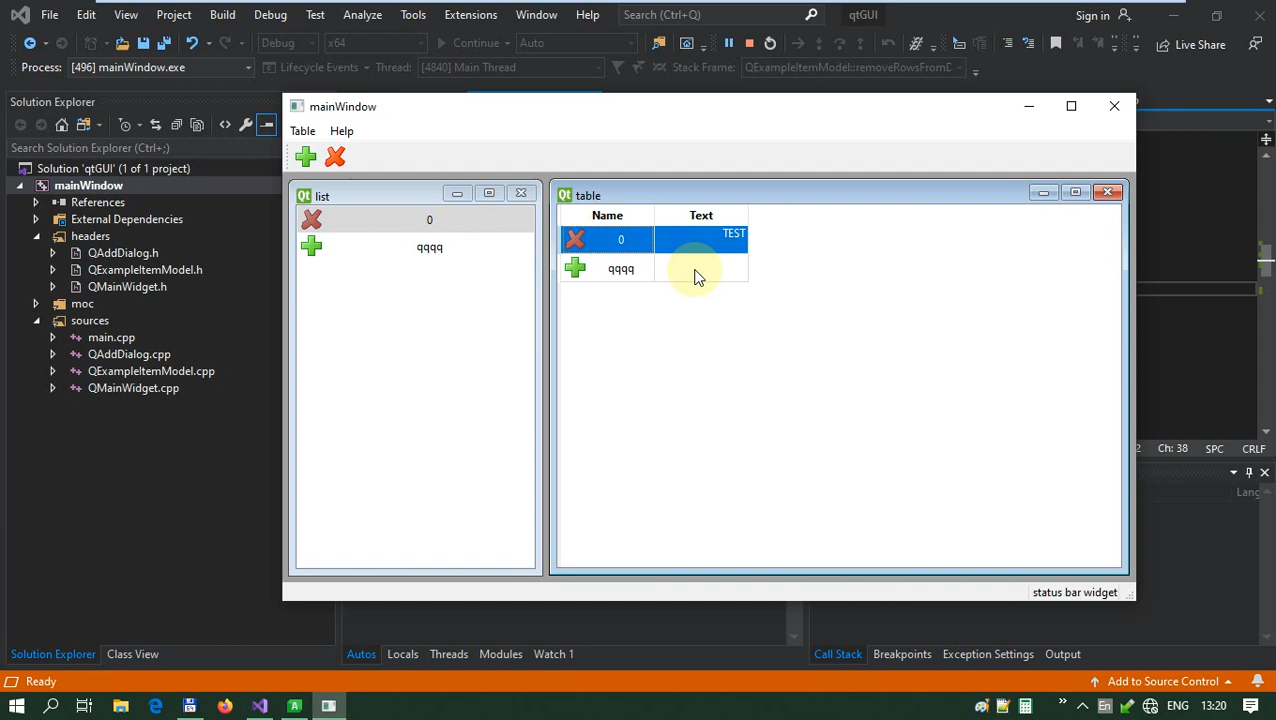 File Edit View Project Build Debug Test Analyze Tools Extensions Window Help Search (Ctrl+Q) qtGUI Sign in
Debug x64 Continue Auto Live Share
Process: [496] mainWindow.exe Lifecycle Events Thread: [4840] Main Thread Stack Frame: QExampleItemModel::removeRowsFromD
Solution Explorer
Search Solution Explorer (Ctrl+;)
Solution 'qtGUI' (1 of 1 project)
mainWindow
References
External Dependencies
headers
QAddDialog.h
QExampleItemModel.h
QMainWidget.h
moc
sources
main.cpp
QAddDialog.cpp
QExampleItemModel.cpp
QMainWidget.cpp
mainWindow
Table Help
Qt list
0
qqqq
Qt table
Name Text
0 TEST
qqqq
status bar widget
Ch: 38 SPC CRLF
Lang
Solution Explorer Class View Autos Locals Threads Modules Watch 1 Call Stack Breakpoints Exception Settings Output
Ready Add to Source Control
En ENG 13:20